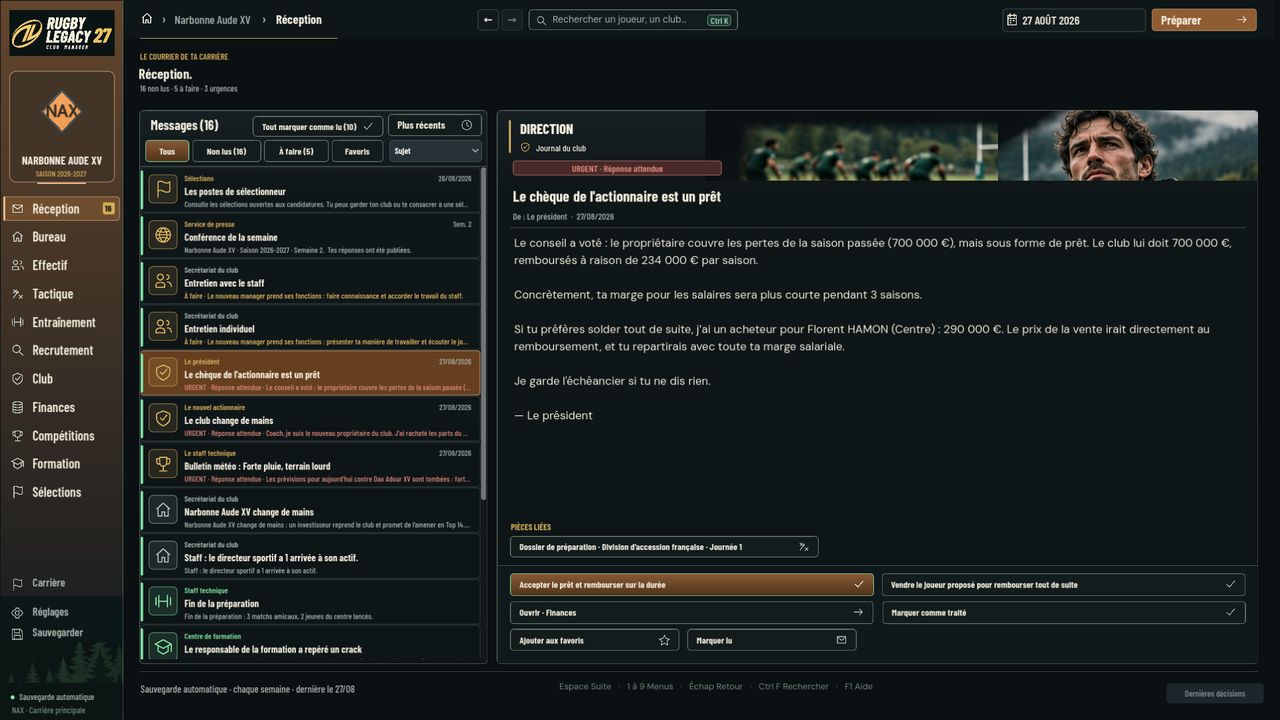 RUGBY LEGACY 27
CLUB MANAGER
Narbonne Aude XV
Réception
Rechercher un joueur, un club...
Ctrl K
27 AOÛT 2026
Préparer
NAX
NARBONNE AUDE XV
SAISON 2026-2027
Réception
16
Bureau
Effectif
Tactique
Entraînement
Recrutement
Club
Finances
Compétitions
Formation
Sélections
Carrière
Réglages
Sauvegarder
Sauvegarde automatique
NAX · Carrière principale
LE COURRIER DE TA CARRIÈRE
Réception.
16 non lus · 5 à faire · 3 urgences
Messages (16)
Tout marquer comme lu (10)
Plus récents
Tous
Non lus (16)
À faire (5)
Favoris
Sujet
Sélections
26/08/2026
Les postes de sélectionneur
Consulte les sélections ouvertes aux candidatures. Tu peux garder ton club ou te consacrer à une sél...
Service de presse
Sem. 2
Conférence de la semaine
Narbonne Aude XV · Saison 2026-2027 · Semaine 2. Tes réponses ont été publiées.
Secrétariat du club
Entretien avec le staff
À faire · Le nouveau manager prend ses fonctions : faire connaissance et accorder le travail du staff.
Secrétariat du club
Entretien individuel
À faire · Le nouveau manager prend ses fonctions : présenter ta manière de travailler et écouter le jo...
Le président
27/08/2026
Le chèque de l'actionnaire est un prêt
URGENT · Réponse attendue · Le conseil a voté : le propriétaire couvre les pertes de la saison passée (...
Le nouvel actionnaire
27/08/2026
Le club change de mains
URGENT · Réponse attendue · Coach, je suis le nouveau propriétaire du club. J'ai racheté les parts du ...
Le staff technique
27/08/2026
Bulletin météo : Forte pluie, terrain lourd
URGENT · Réponse attendue · Les prévisions pour aujourd'hui contre Dax Adour XV sont tombées : fort...
Secrétariat du club
Narbonne Aude XV change de mains
Narbonne Aude XV change de mains : un investisseur reprend le club et promet de l'amener en Top 14....
Secrétariat du club
Staff : le directeur sportif a 1 arrivée à son actif.
Staff : le directeur sportif a 1 arrivée à son actif.
Staff technique
Fin de la préparation
Fin de la préparation : 3 matchs amicaux, 2 jeunes du centre lancés.
Centre de formation
Le responsable de la formation a repéré un crack
DIRECTION
Journal du club
URGENT · Réponse attendue
Le chèque de l'actionnaire est un prêt
De : Le président · 27/08/2026
Le conseil a voté : le propriétaire couvre les pertes de la saison passée (700 000 €), mais sous forme de prêt. Le club lui doit 700 000 €,
remboursés à raison de 234 000 € par saison.
Concrètement, ta marge pour les salaires sera plus courte pendant 3 saisons.
Si tu préfères solder tout de suite, j'ai un acheteur pour Florent HAMON (Centre) : 290 000 €. Le prix de la vente irait directement au
remboursement, et tu repartirais avec toute ta marge salariale.
Je garde l'échéancier si tu ne dis rien.
— Le président
PIÈCES LIÉES
Dossier de préparation · Division d'accession française · Journée 1
Accepter le prêt et rembourser sur la durée
Vendre le joueur proposé pour rembourser tout de suite
Ouvrir · Finances
Marquer comme traité
Ajouter aux favoris
Marquer lu
Sauvegarde automatique · chaque semaine · dernière le 27/08
Espace Suite · 1 à 9 Menus · Échap Retour · Ctrl F Rechercher · F1 Aide
Dernières décisions